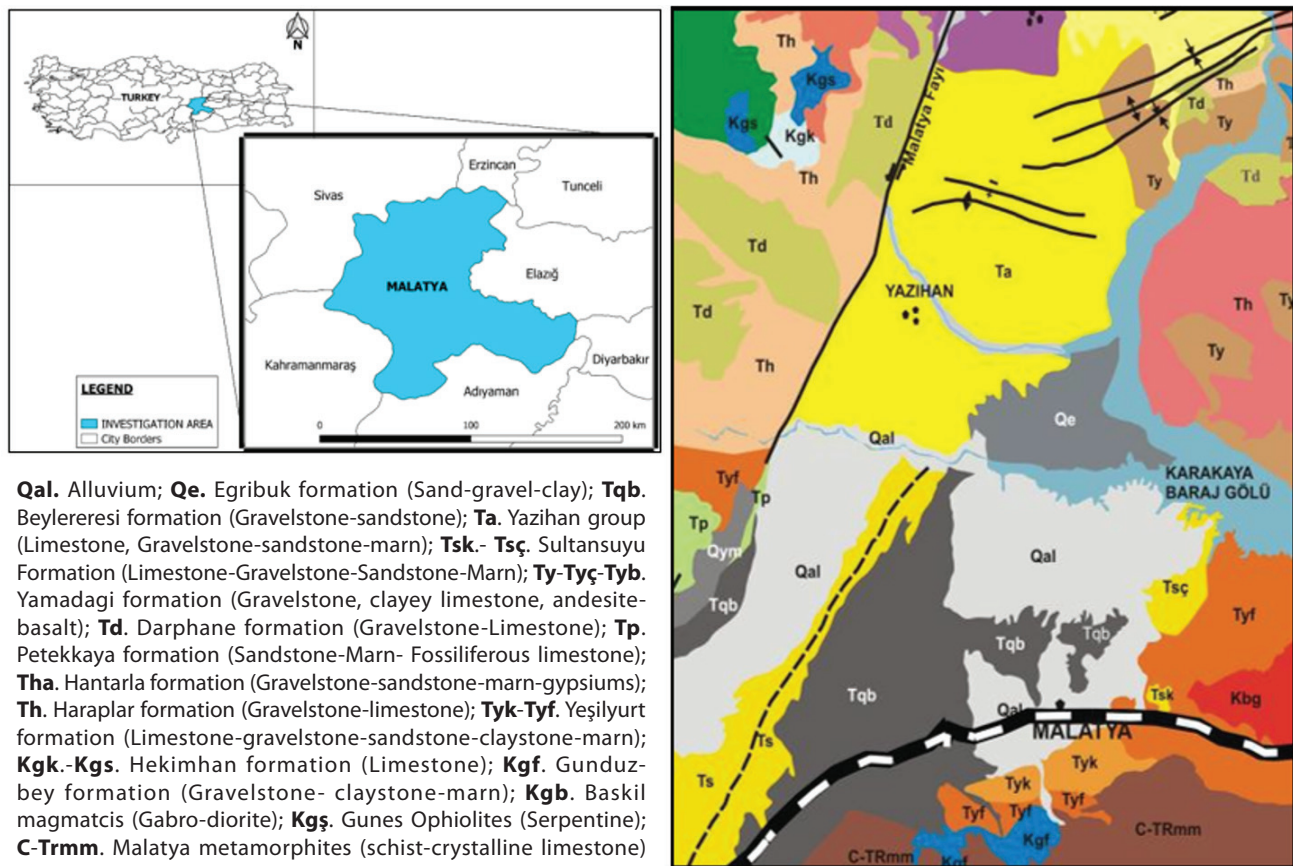 N
TURKEY
Erzincan
Sivas
Tunceli
MALATYA
Elazığ
Kahramanmaraş
Diyarbakır
Adıyaman
LEGEND
INVESTIGATION AREA
City Borders
0 100 200 km
Qal. Alluvium; Qe. Egribuk formation (Sand-gravel-clay); Tqb.
Beylereresi formation (Gravelstone-sandstone); Ta. Yazihan group
(Limestone, Gravelstone-sandstone-marn); Tsk.- Tsç. Sultansuyu
Formation (Limestone-Gravelstone-Sandstone-Marn); Ty-Tyç-Tyb.
Yamadagi formation (Gravelstone, clayey limestone, andesite-
basalt); Td. Darphane formation (Gravelstone-Limestone); Tp.
Petekkaya formation (Sandstone-Marn- Fossiliferous limestone);
Tha. Hantarla formation (Gravelstone-sandstone-marn-gypsiums);
Th. Haraplar formation (Gravelstone-limestone); Tyk-Tyf. Yeşilyurt
formation (Limestone-gravelstone-sandstone-claystone-marn);
Kgk.-Kgs. Hekimhan formation (Limestone); Kgf. Gunduz-
bey formation (Gravelstone- claystone-marn); Kgb. Baskil
magmatcis (Gabro-diorite); Kgş. Gunes Ophiolites (Serpentine);
C-Trmm. Malatya metamorphites (schist-crystalline limestone)
Th
Kgs
Malatya Fayı
Kgs
Kgk
Td
Td
Ty
Th
Ty
Td
Td
Ta
YAZIHAN
Th
Ty
Td
Ty
Th
Qe
Qal
KARAKAYA
BARAJ GÖLÜ
Tyf
Tp
Tp
Qym
Qal
Qal
Tsç
Tqb
Tqb
Tqb
Tyf
Tqb
Tsk
Kbg
Qal
MALATYA
Ts
Ts
Tyk
Tyk
Tyf
Tyf
Tyf
C-TRmm
Kgf
C-TRmm
Kgf